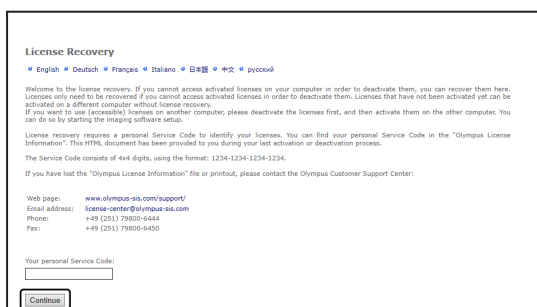 License Recovery
English Deutsch Français Italiano 日本語 中文 русский
Welcome to the license recovery. If you cannot access activated licenses on your computer in order to deactivate them, you can recover them here.
Licenses only need to be recovered if you cannot access activated licenses in order to deactivate them. Licenses that have not been activated yet can be
activated on a different computer without license recovery.
If you want to use (accessible) licenses on another computer, please deactivate the licenses first, and then activate them on the other computer. You
can do so by starting the imaging software setup.
License recovery requires a personal Service Code to identify your licenses. You can find your personal Service Code in the "Olympus License
Information". This HTML document has been provided to you during your last activation or deactivation process.
The Service Code consists of 4x4 digits, using the format: 1234-1234-1234-1234.
If you have lost the "Olympus License Information" file or printout, please contact the Olympus Customer Support Center:
Web page: www.olympus-sis.com/support/
Email address: license-center@olympus-sis.com
Phone: +49 (251) 79800-6444
Fax: +49 (251) 79800-6450
Your personal Service Code:
Continue